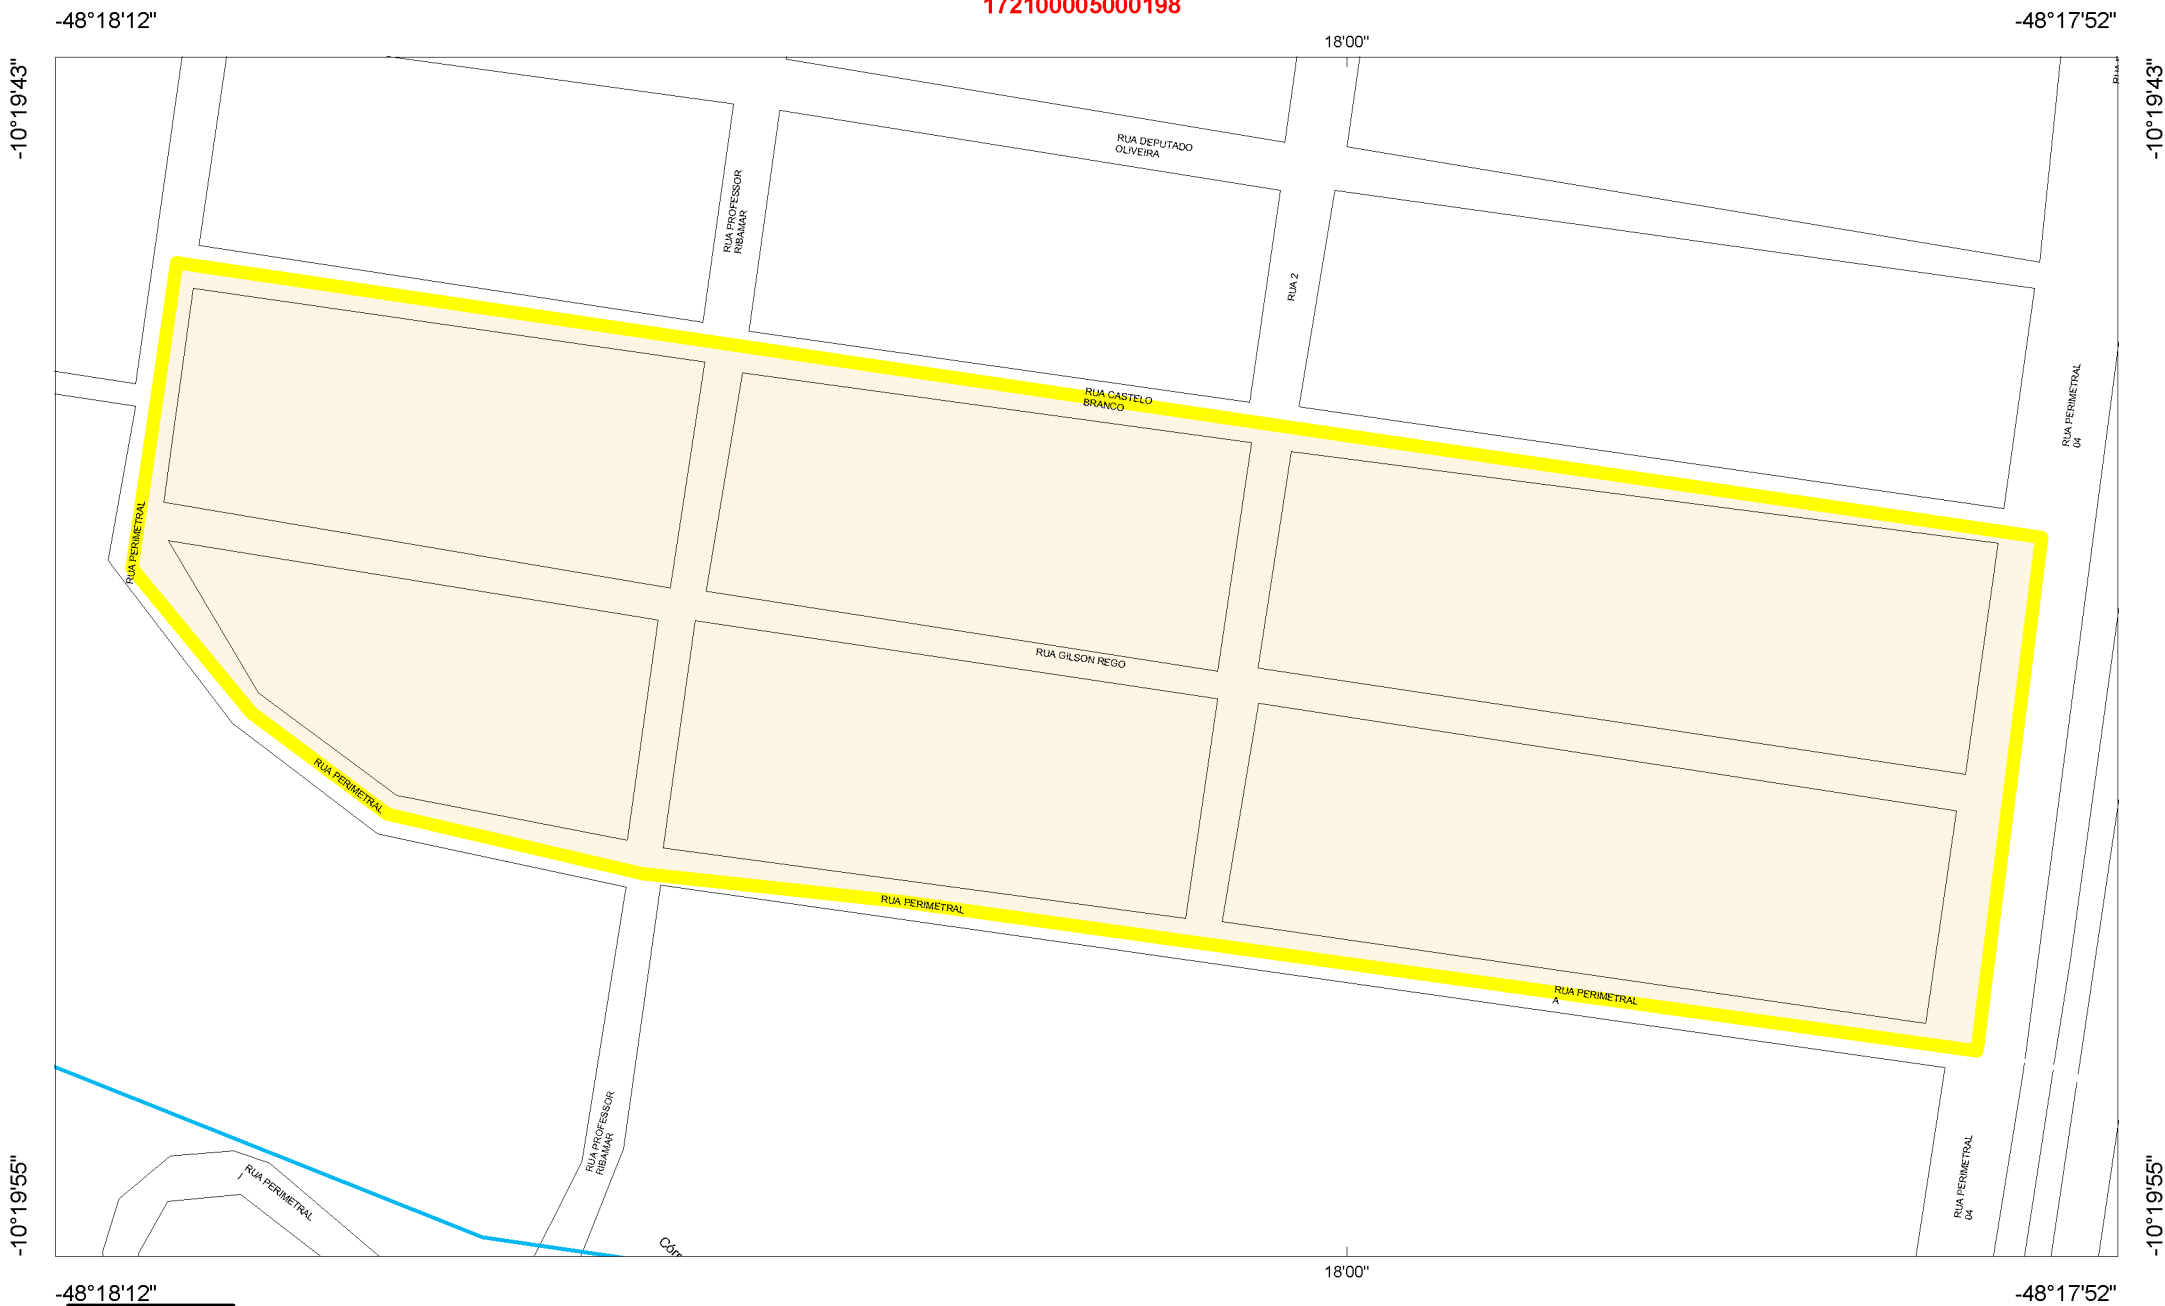 172100005000198
-48°18'12"
-48°17'52"
18'00"
-10°19'43"
-10°19'43"
RUA DEPUTADO
OLIVEIRA
RUA PROFESSOR
RIBAMAR
RUA 2
RUA CASTELO
BRANCO
RUA PERIMETRAL
04
RUA PERIMETRAL
RUA GILSON REGO
RUA PERIMETRAL
RUA PERIMETRAL
RUA PERIMETRAL
A
RUA PROFESSOR
RIBAMAR
RUA PERIMETRAL
04
RUA PERIMETRAL
I
-10°19'55"
-10°19'55"
18'00"
-48°18'12"
-48°17'52"